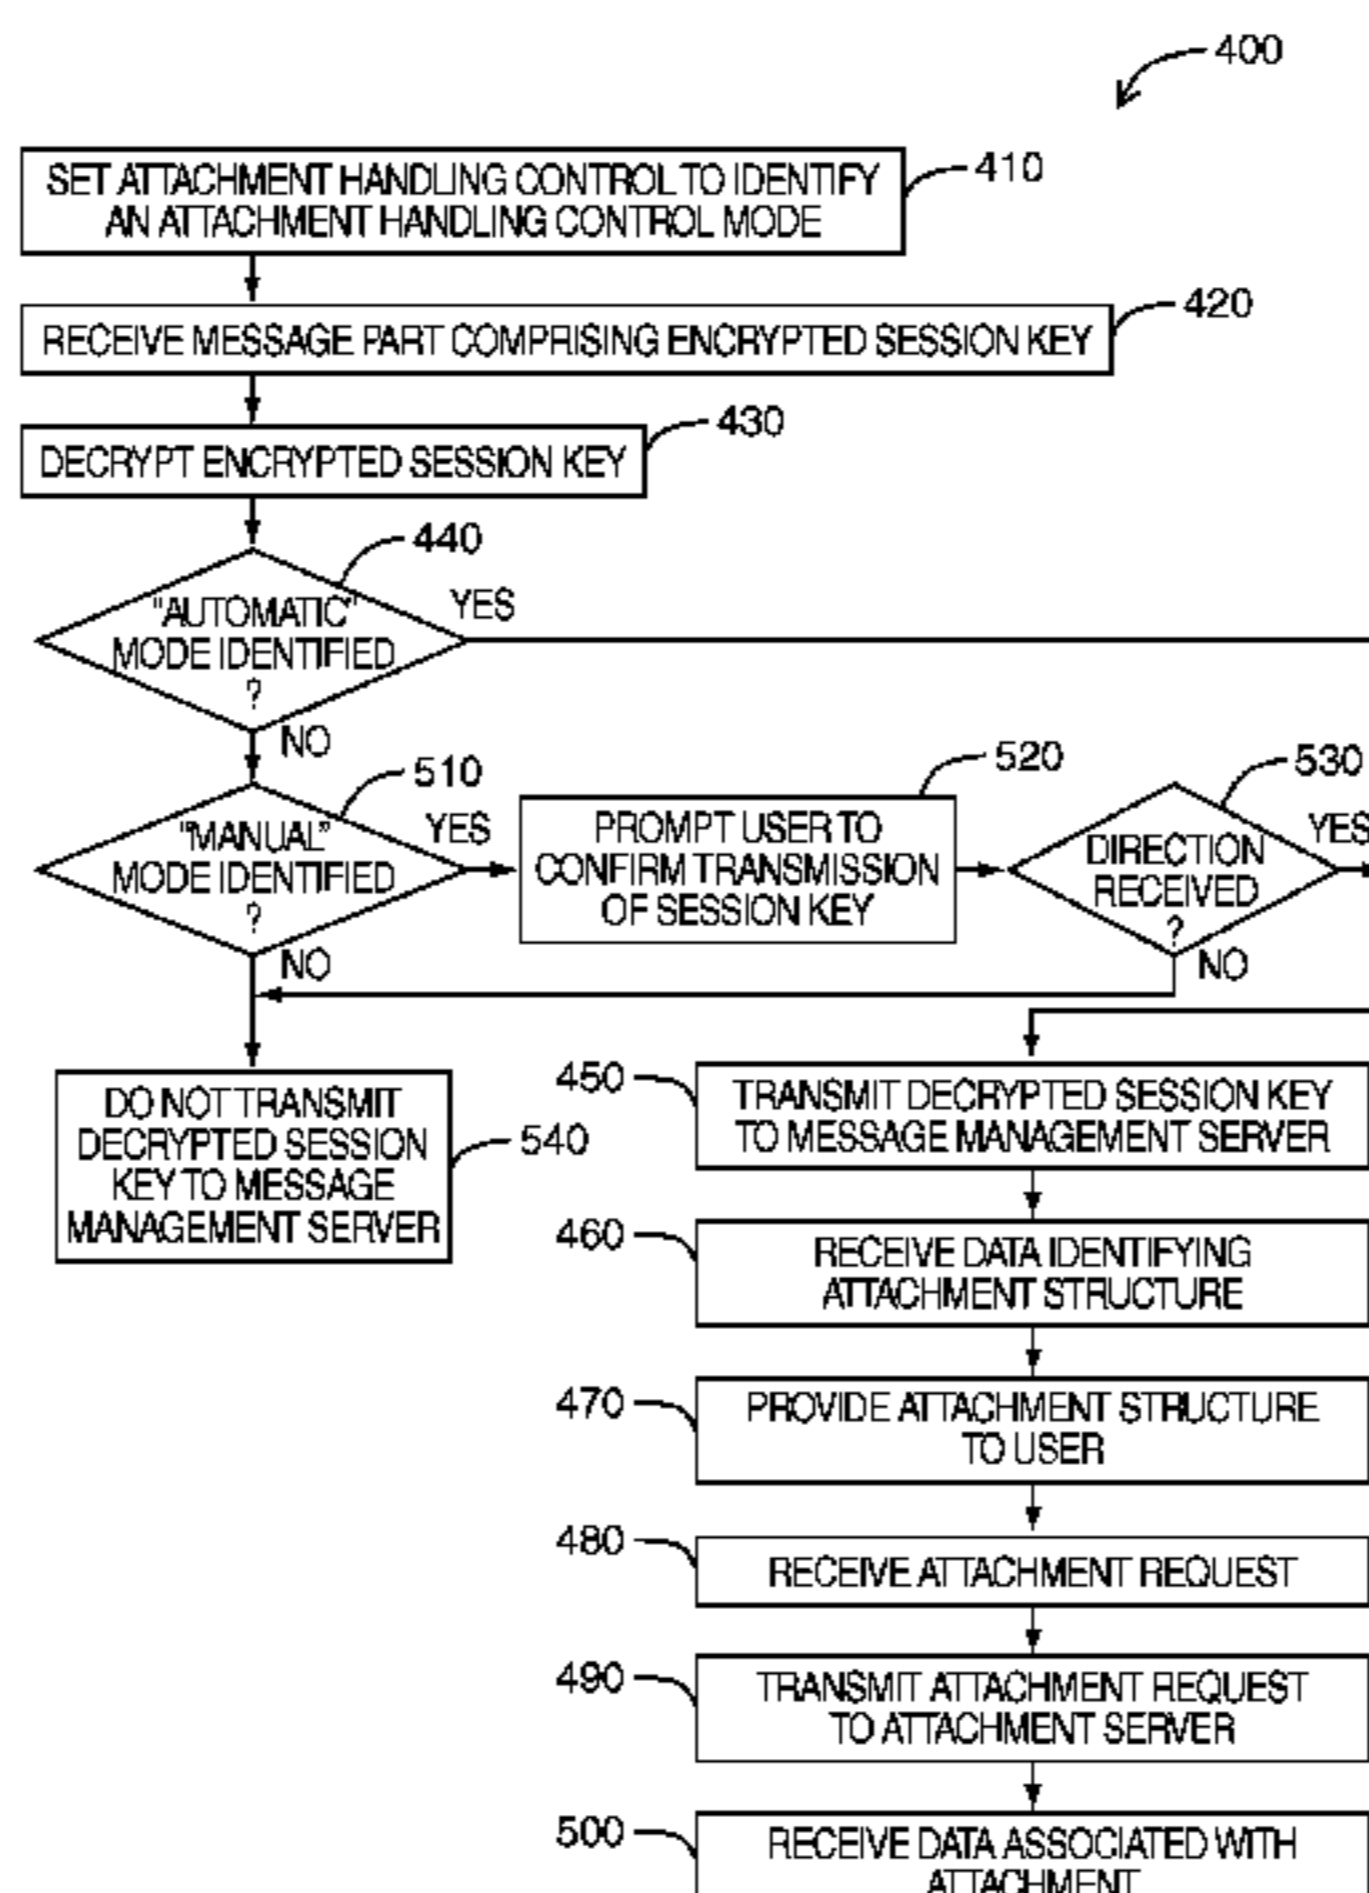 400
SET ATTACHMENT HANDLING CONTROL TO IDENTIFY
AN ATTACHMENT HANDLING CONTROL MODE
410
RECEIVE MESSAGE PART COMPRISING ENCRYPTED SESSION KEY
420
DECRYPT ENCRYPTED SESSION KEY
430
440
"AUTOMATIC"
MODE IDENTIFIED
?
YES
NO
510
"MANUAL"
MODE IDENTIFIED
?
YES
NO
520
PROMPT USER TO
CONFIRM TRANSMISSION
OF SESSION KEY
530
DIRECTION
RECEIVED
?
YES
NO
DO NOT TRANSMIT
DECRYPTED SESSION
KEY TO MESSAGE
MANAGEMENT SERVER
540
450
TRANSMIT DECRYPTED SESSION KEY
TO MESSAGE MANAGEMENT SERVER
460
RECEIVE DATA IDENTIFYING
ATTACHMENT STRUCTURE
470
PROVIDE ATTACHMENT STRUCTURE
TO USER
480
RECEIVE ATTACHMENT REQUEST
490
TRANSMIT ATTACHMENT REQUEST
TO ATTACHMENT SERVER
500
RECEIVE DATA ASSOCIATED WITH
ATTACHMENT